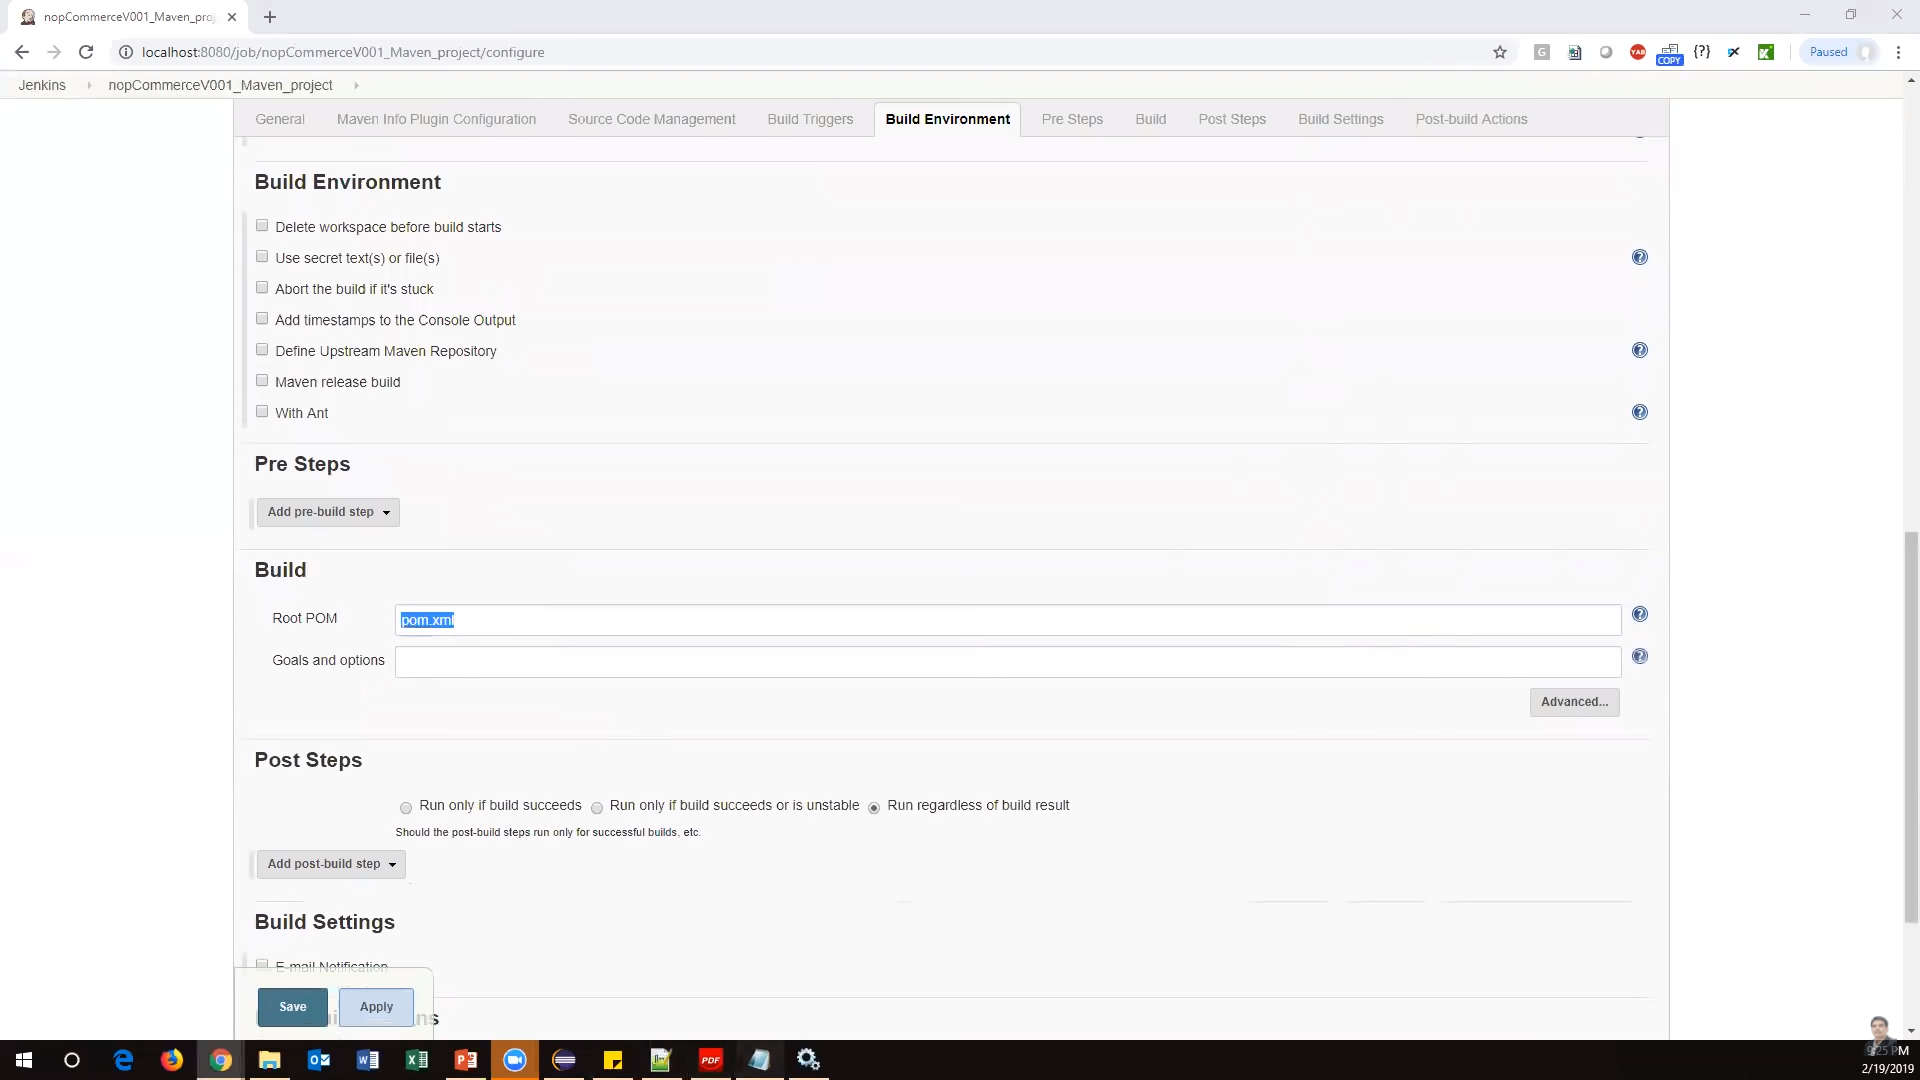 nopCommerceV001_Maven_proj
localhost:8080/job/nopCommerceV001_Maven_project/configure
COPY
Paused
Jenkins
nopCommerceV001_Maven_project
General
Maven Info Plugin Configuration
Source Code Management
Build Triggers
Build Environment
Pre Steps
Build
Post Steps
Build Settings
Post-build Actions
Build Environment
Delete workspace before build starts
Use secret text(s) or file(s)
Abort the build if it's stuck
Add timestamps to the Console Output
Define Upstream Maven Repository
Maven release build
With Ant
Pre Steps
Add pre-build step
Build
Root POM
pom.xml
Goals and options
Advanced...
Post Steps
Run only if build succeeds
Run only if build succeeds or is unstable
Run regardless of build result
Should the post-build steps run only for successful builds, etc.
Add post-build step
Build Settings
E-mail Notification
Save
Apply
PDF
9:25 PM
2/19/2019